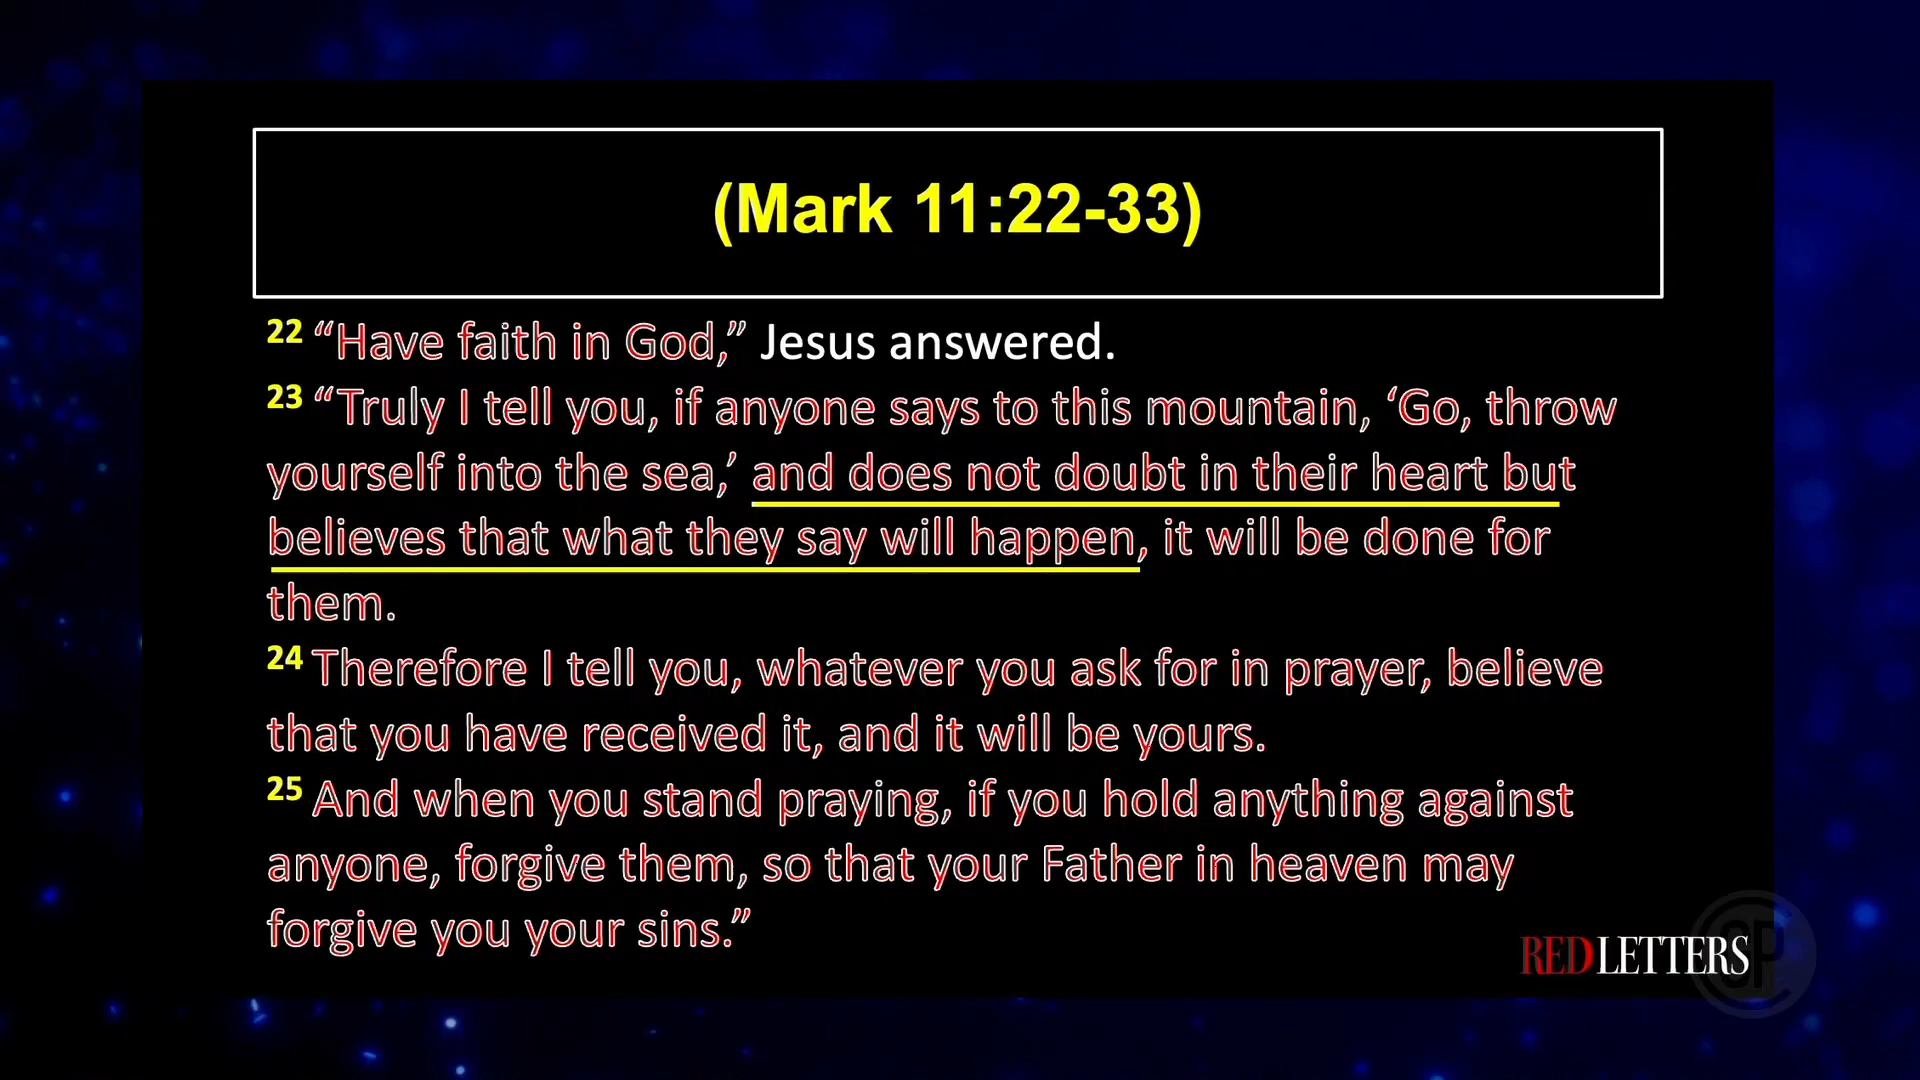 (Mark 11:22-33)
22 “Have faith in God,” Jesus answered.
23 “Truly I tell you, if anyone says to this mountain, ‘Go, throw
yourself into the sea,’ and does not doubt in their heart but
believes that what they say will happen, it will be done for
them.
24 Therefore I tell you, whatever you ask for in prayer, believe
that you have received it, and it will be yours.
25 And when you stand praying, if you hold anything against
anyone, forgive them, so that your Father in heaven may
forgive you your sins.”
RED LETTERS